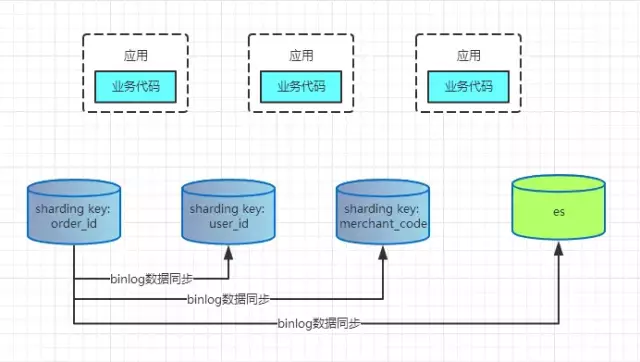 应用
业务代码
应用
业务代码
应用
业务代码
sharding key:
order_id
sharding key:
user_id
sharding key:
merchant_code
es
binlog数据同步
binlog数据同步
binlog数据同步